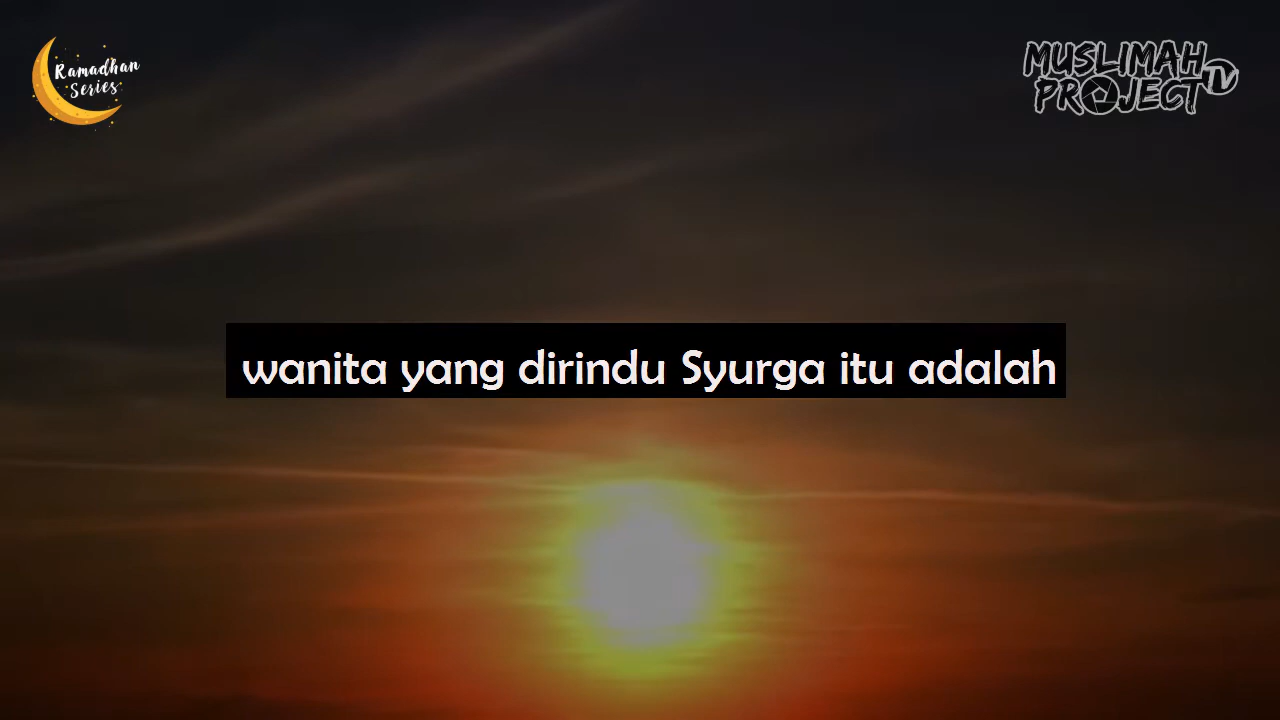 Ramadhan
Series
MUSLIMAH
PROJECT TV
wanita yang dirindu Syurga itu adalah